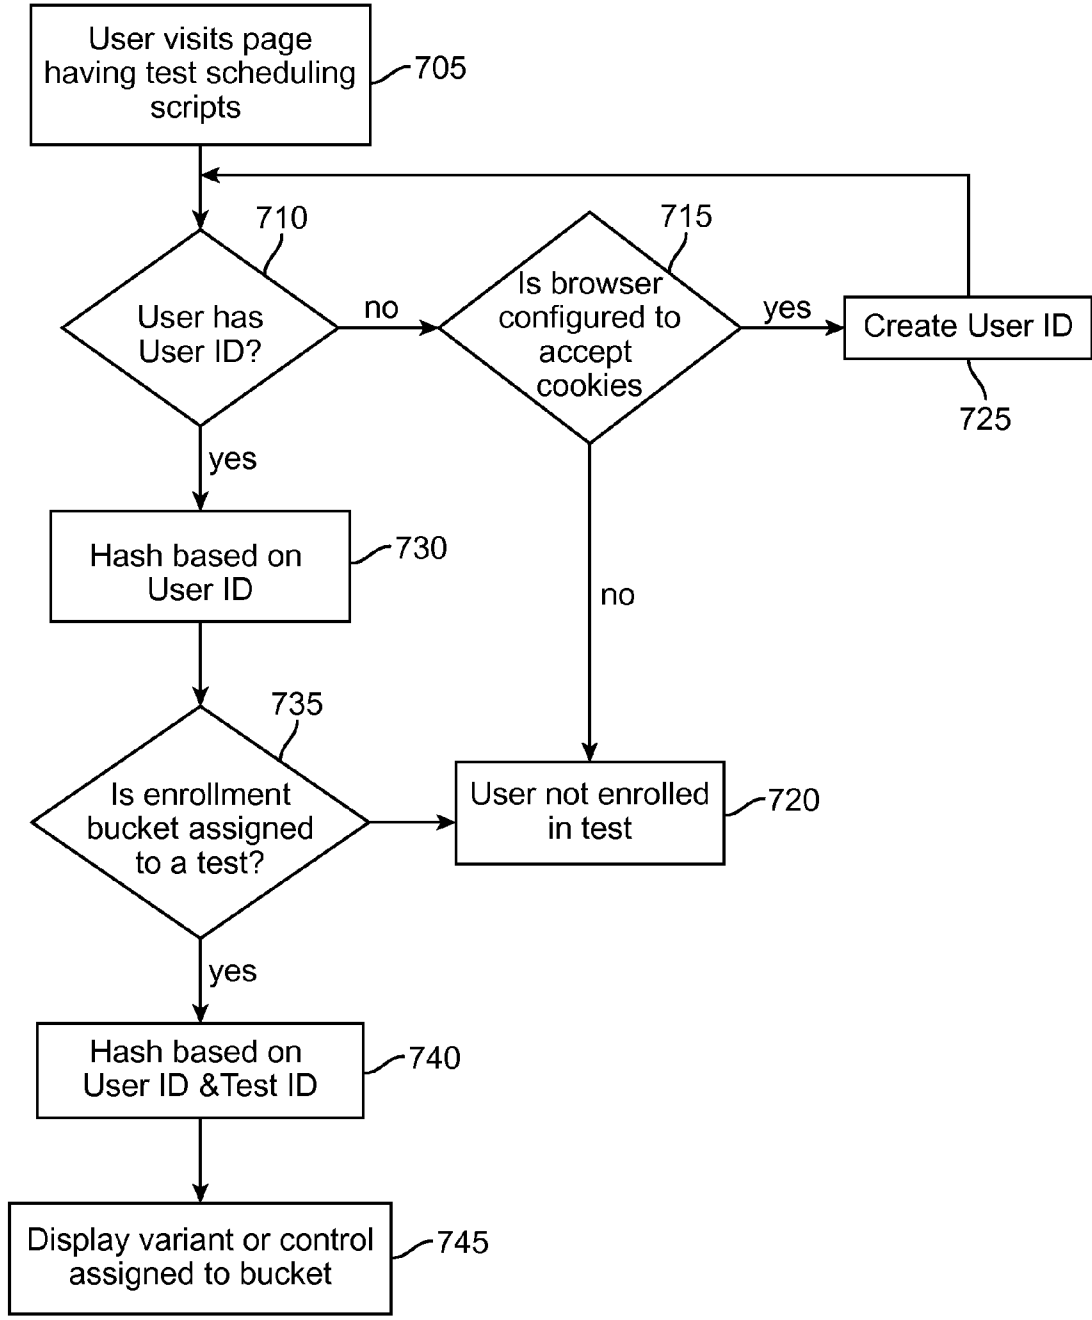 User visits page
having test scheduling
scripts
705
710
User has
User ID?
no
715
Is browser
configured to
accept
cookies
yes
Create User ID
725
yes
Hash based on
User ID
730
no
735
Is enrollment
bucket assigned
to a test?
User not enrolled
in test
720
yes
Hash based on
User ID &Test ID
740
Display variant or control
assigned to bucket
745